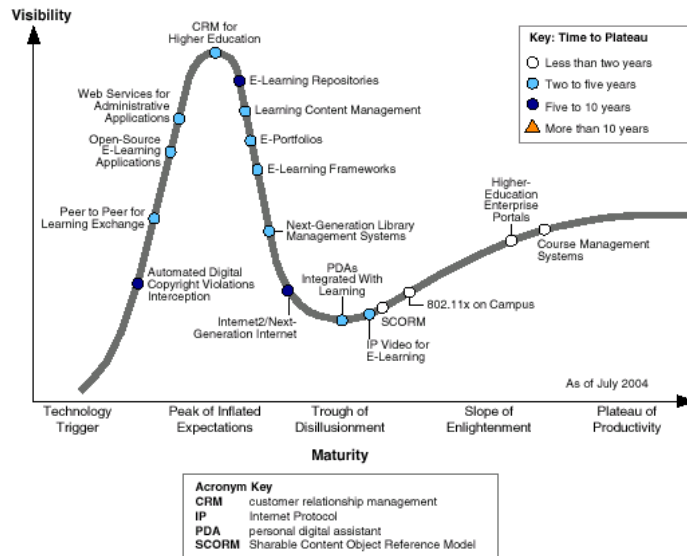 Visibility
CRM for
Higher Education
Key: Time to Plateau
Less than two years
Two to five years
Five to 10 years
More than 10 years
E-Learning Repositories
Web Services for
Administrative
Applications
Learning Content Management
Open-Source
E-Learning
Applications
E-Portfolios
E-Learning Frameworks
Higher-
Education
Enterprise
Portals
Peer to Peer for
Learning Exchange
Next-Generation Library
Management Systems
Course Management
Systems
Automated Digital
Copyright Violations
Interception
PDAs
Integrated With
Learning
Internet2/Next-
Generation Internet
802.11x on Campus
SCORM
IP Video for
E-Learning
As of July 2004
Technology
Trigger
Peak of Inflated
Expectations
Trough of
Disillusionment
Slope of
Enlightenment
Plateau of
Productivity
Maturity
Acronym Key
CRM customer relationship management
IP Internet Protocol
PDA personal digital assistant
SCORM Sharable Content Object Reference Model